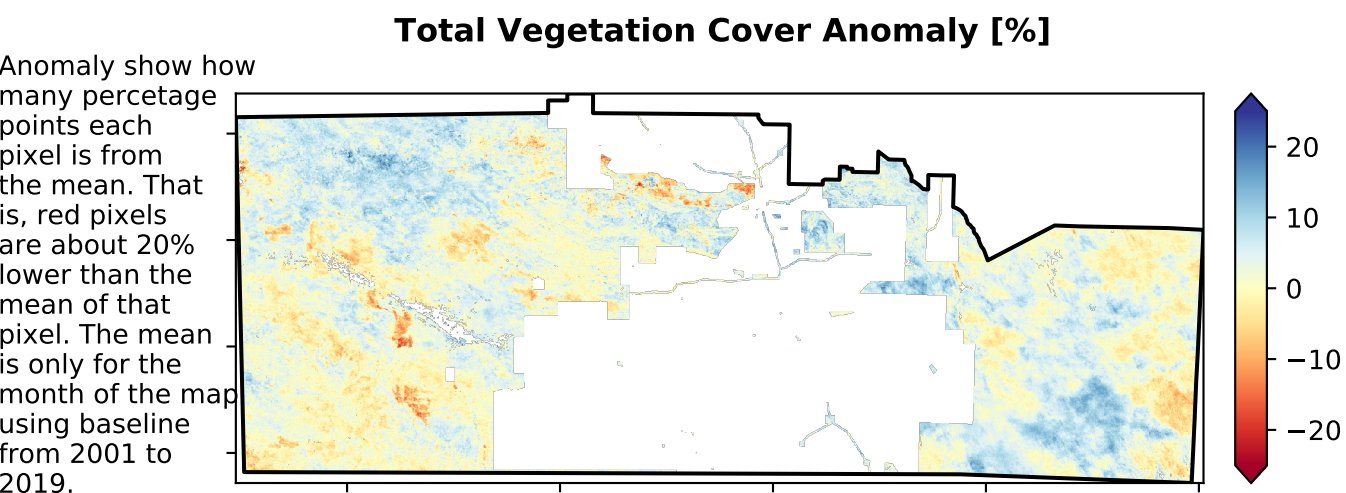 Total Vegetation Cover Anomaly [%]
Anomaly show how
many percetage
points each
pixel is from
the mean. That
is, red pixels
are about 20%
lower than the
mean of that
pixel. The mean
is only for the
month of the map
using baseline
from 2001 to
2019.
20
10
0
−10
−20